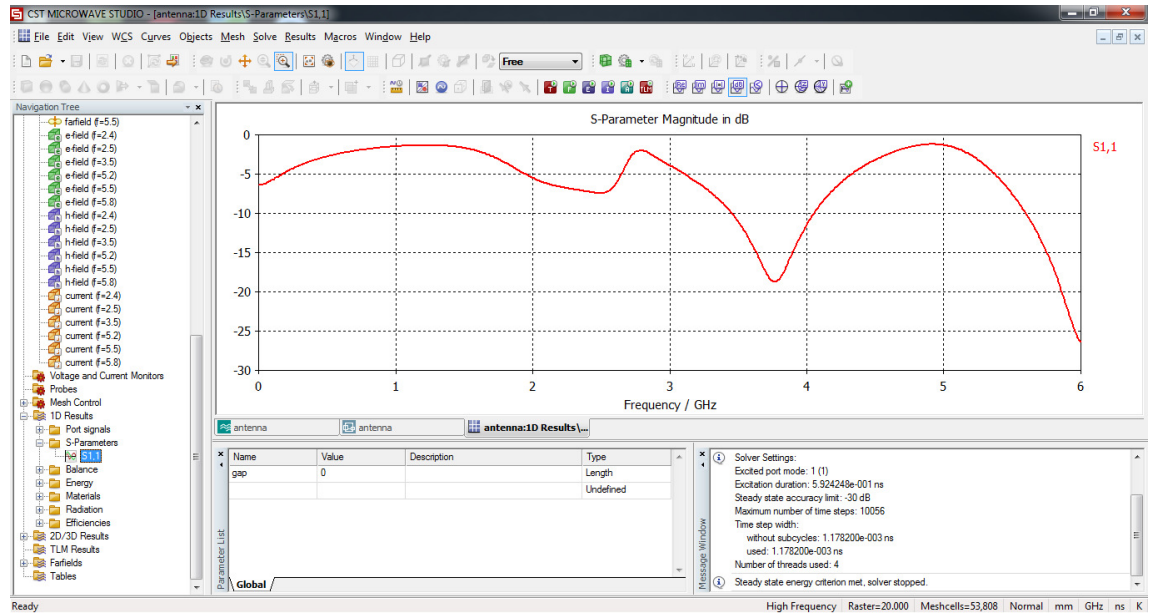 CST MICROWAVE STUDIO - [antenna:1D Results\S-Parameters\S1,1]
File Edit View WCS Curves Objects Mesh Solve Results Macros Window Help
Free
Navigation Tree
farfield (f=5.5)
e-field (f=2.4)
e-field (f=2.5)
e-field (f=3.5)
e-field (f=5.2)
e-field (f=5.5)
e-field (f=5.8)
h-field (f=2.4)
h-field (f=2.5)
h-field (f=3.5)
h-field (f=5.2)
h-field (f=5.5)
h-field (f=5.8)
current (f=2.4)
current (f=2.5)
current (f=3.5)
current (f=5.2)
current (f=5.5)
current (f=5.8)
Voltage and Current Monitors
Probes
Mesh Control
1D Results
Port signals
S-Parameters
S1,1
Balance
Energy
Materials
Radiation
Efficiencies
2D/3D Results
TLM Results
Farfields
Tables
S-Parameter Magnitude in dB
S1,1
0
-5
-10
-15
-20
-25
-30
0 1 2 3 4 5 6
Frequency / GHz
antenna antenna antenna:1D Results\...
Parameter List
Name Value Description Type
gap 0 Length
Undefined
Global
Message Window
Solver Settings:
Excited port mode: 1 (1)
Excitation duration: 5.924248e-001 ns
Steady state accuracy limit: -30 dB
Maximum number of time steps: 10056
Time step width:
without subcycles: 1.178200e-003 ns
used: 1.178200e-003 ns
Number of threads used: 4
Steady state energy criterion met, solver stopped.
Ready High Frequency Raster=20.000 Meshcells=53,808 Normal mm GHz ns K